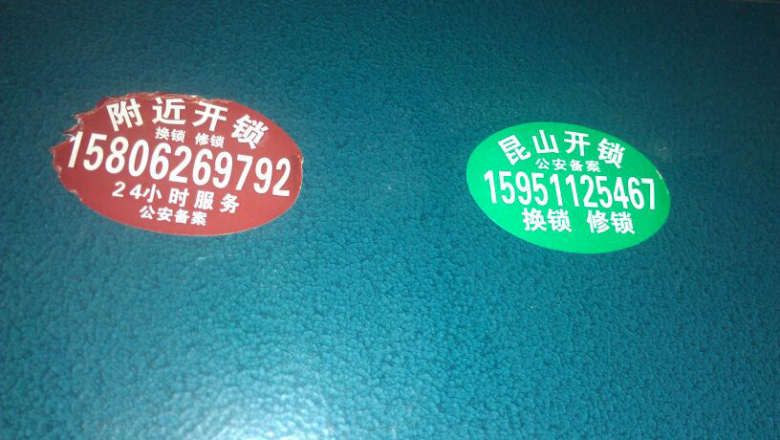 附近开锁
换锁 修锁
15806269792
24小时服务
公安备案
昆山开锁
公安备案
15951125467
换锁 修锁